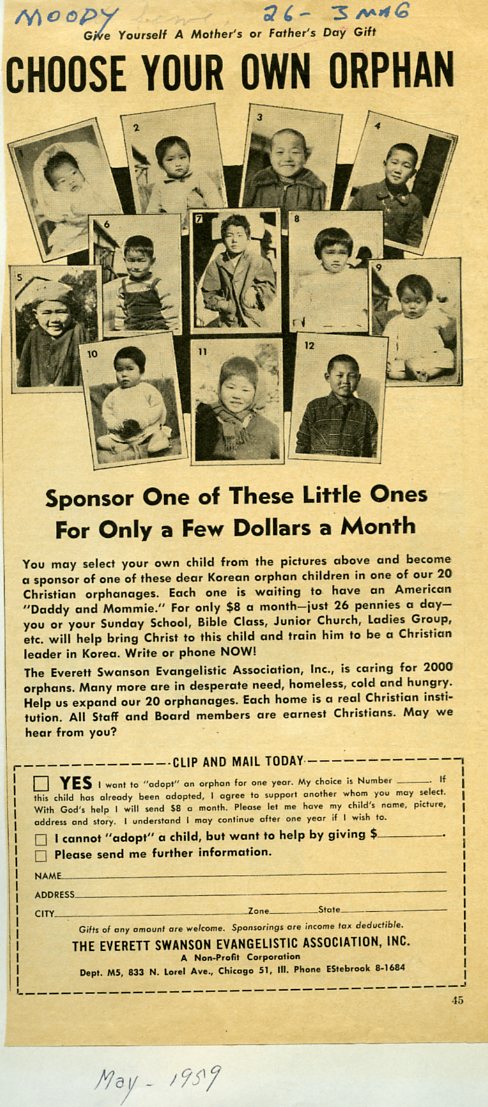 MOODY 26 - 3 MAG
Give Yourself A Mother's or Father's Day Gift
CHOOSE YOUR OWN ORPHAN
1
2
3
4
5
6
7
8
9
10
11
12
Sponsor One of These Little Ones
For Only a Few Dollars a Month
You may select your own child from the pictures above and become
a sponsor of one of these dear Korean orphan children in one of our 20
Christian orphanages. Each one is waiting to have an American
"Daddy and Mommie." For only $8 a month—just 26 pennies a day—
you or your Sunday School, Bible Class, Junior Church, Ladies Group,
etc. will help bring Christ to this child and train him to be a Christian
leader in Korea. Write or phone NOW!
The Everett Swanson Evangelistic Association, Inc., is caring for 2000
orphans. Many more are in desperate need, homeless, cold and hungry.
Help us expand our 20 orphanages. Each home is a real Christian insti-
tution. All Staff and Board members are earnest Christians. May we
hear from you?
CLIP AND MAIL TODAY
YES I want to "adopt" an orphan for one year. My choice is Number ______. If
this child has already been adopted, I agree to support another whom you may select.
With God's help I will send $8 a month. Please let me have my child's name, picture,
address and story. I understand I may continue after one year if I wish to.
I cannot "adopt" a child, but want to help by giving $__________.
Please send me further information.
NAME
ADDRESS
CITY Zone State
Gifts of any amount are welcome. Sponsorings are income tax deductible.
THE EVERETT SWANSON EVANGELISTIC ASSOCIATION, INC.
A Non-Profit Corporation
Dept. M5, 833 N. Lorel Ave., Chicago 51, Ill. Phone EStebrook 8-1684
45
May - 1959